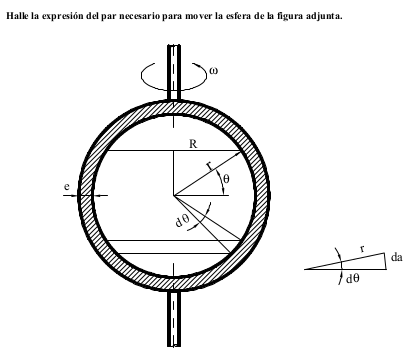 Halle la expresión del par necesario para mover la esfera de la figura adjunta.
ω
R
r
θ
e
dθ
r
da
dθ